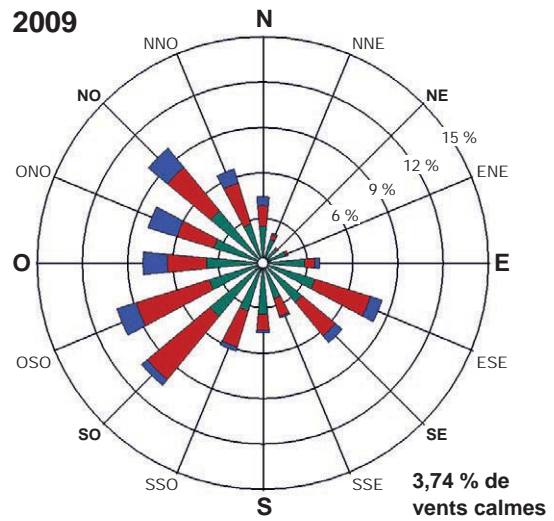 2009
N
NNO
NNE
NO
NE
15 %
12 %
9 %
6 %
ONO
ENE
O
E
OSO
ESE
SO
SE
SSO
SSE
S
3,74 % de
vents calmes